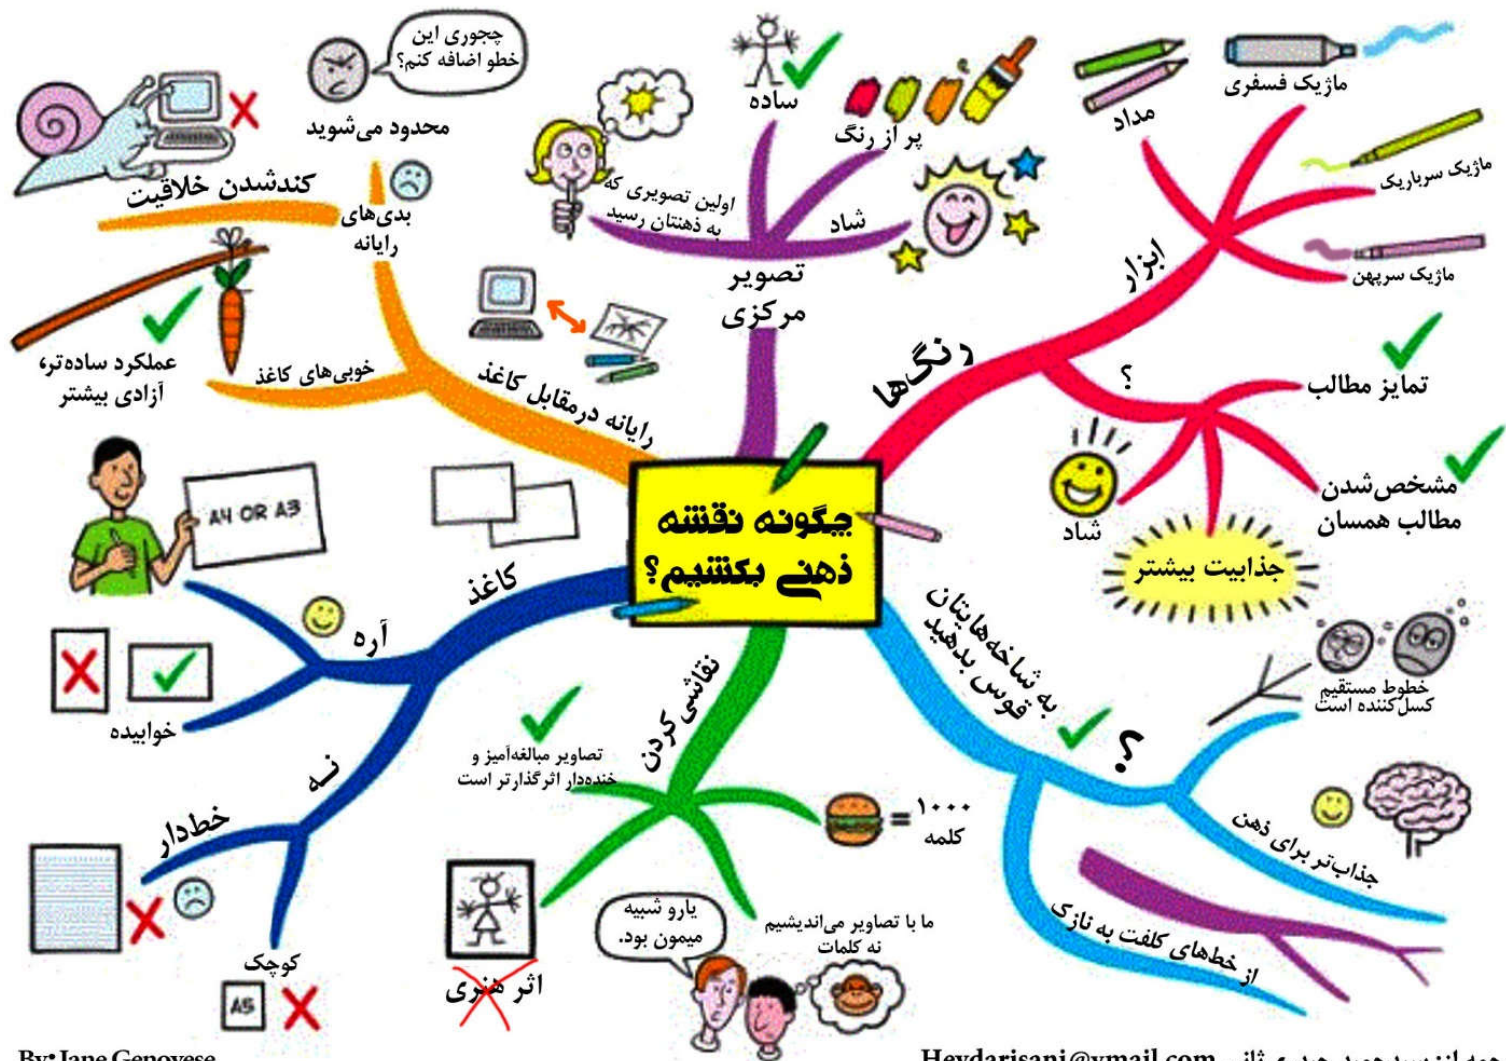 چگونه نقشه
ذهنی بکشیم؟
تصویر
مرکزی
اولین تصویری که
به ذهنتان رسید
ساده
پر از رنگ
شاد
رنگ‌ها
ابزار
مداد
ماژیک فسفری
ماژیک سرباریک
ماژیک سرپهن
؟
تمایز مطالب
مشخص‌شدن
مطالب همسان
جذابیت بیشتر
شاد
به شاخه‌هایتان
قوس بدهید
؟
خطوط مستقیم
کسل‌کننده است
جذاب‌تر برای ذهن
از خط‌های کلفت به نازک
نقاشی‌کردن
۱۰۰۰ =
کلمه
ما با تصاویر می‌اندیشیم
نه کلمات
یارو شبیه
میمون بود.
اثر هنری
تصاویر مبالغه‌آمیز و
خنده‌دار اثرگذارتر است
کاغذ
آره
A4 OR A3
خوابیده
نه
خط‌دار
کوچک
A5
رایانه درمقابل کاغذ
خوبی‌های کاغذ
عملکرد ساده‌تر،
آزادی بیشتر
بدی‌های
رایانه
کندشدن خلاقیت
محدود می‌شوید
چجوری این
خطو اضافه کنم؟
By: Jane Genovese
سید حمید حیدری ثانی Heydarisani@ymail.com